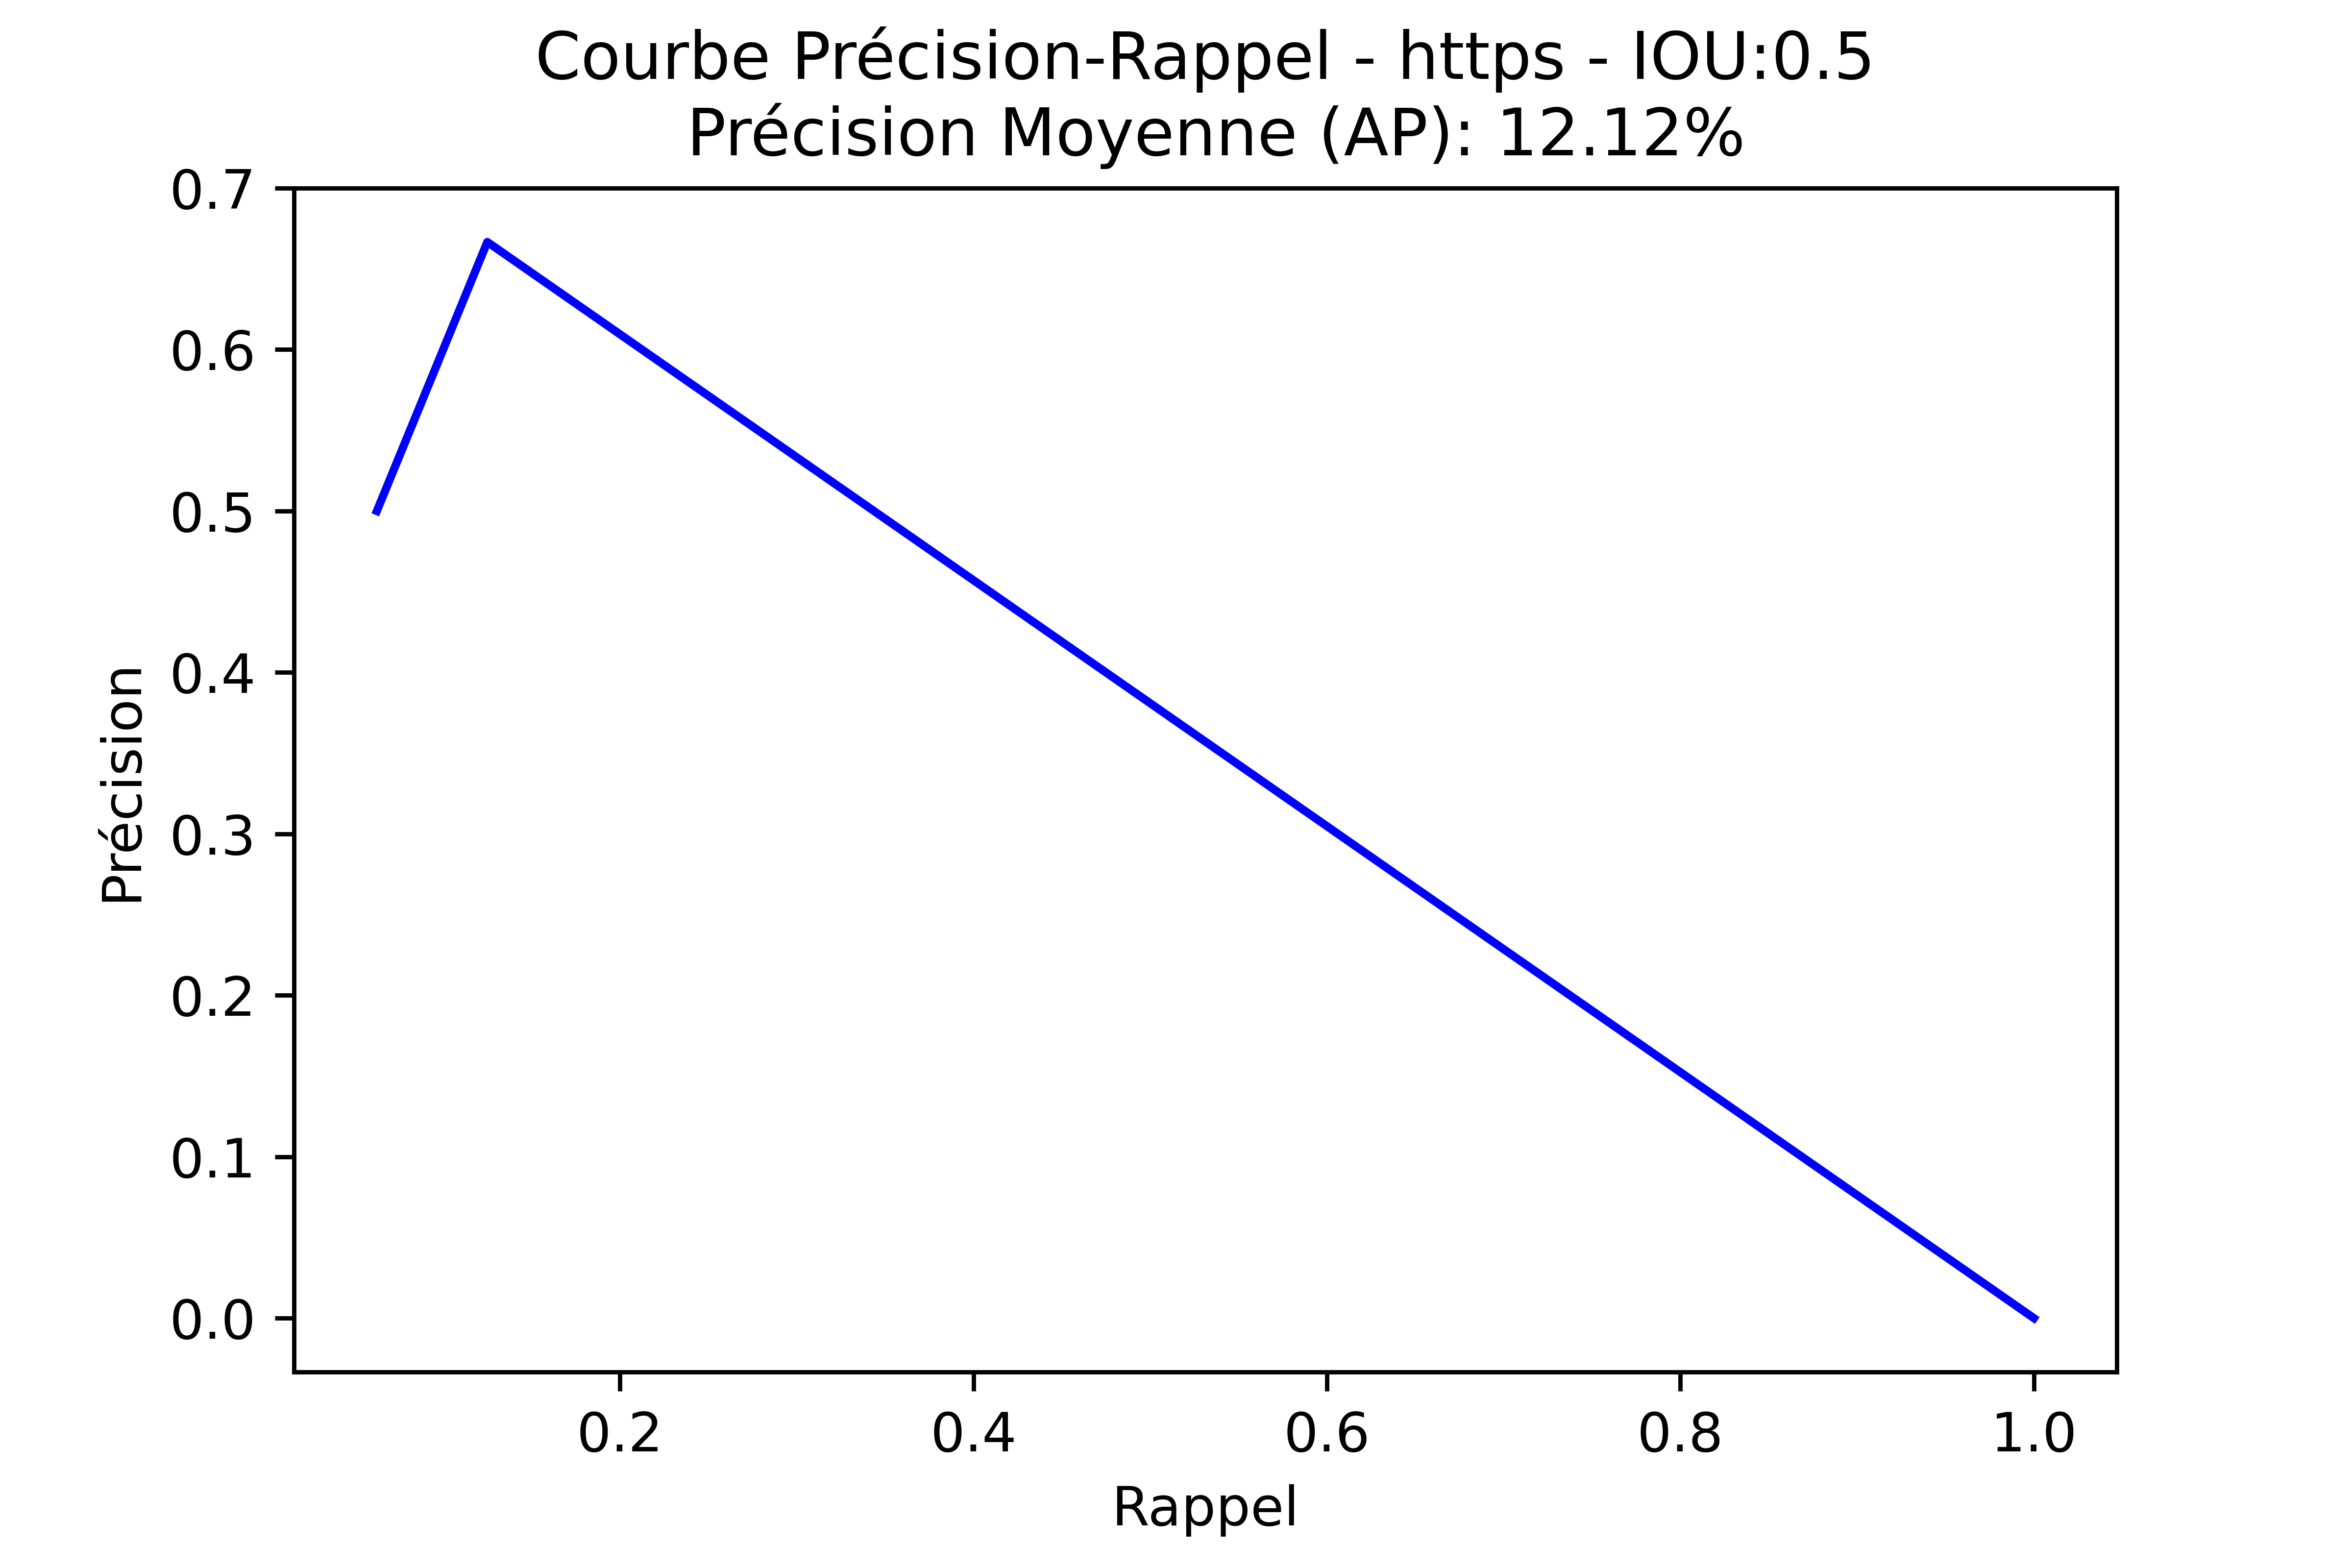 Courbe Précision-Rappel - https - IOU:0.5
Précision Moyenne (AP): 12.12%
0.7
0.6
0.5
0.4
0.3
0.2
0.1
0.0
Précision
0.2 0.4 0.6 0.8 1.0
Rappel